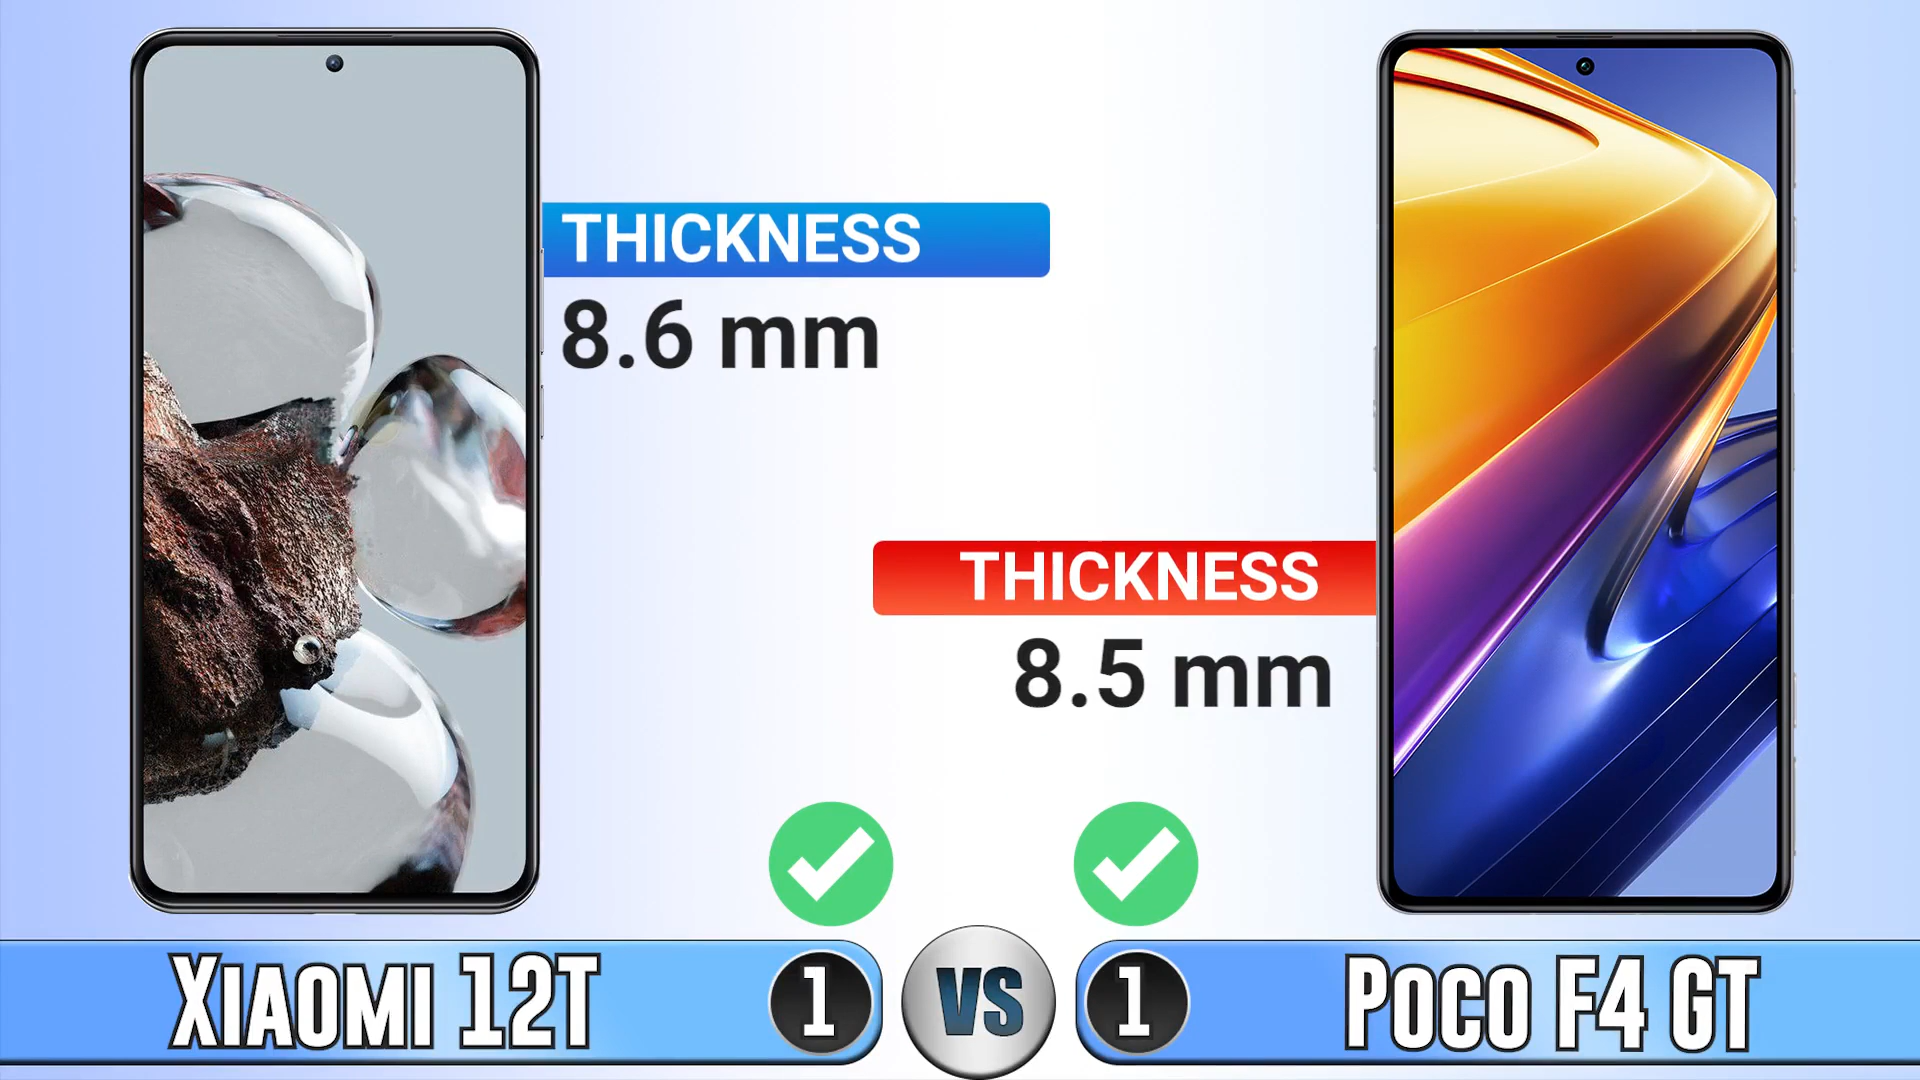 THICKNESS
8.6 mm
THICKNESS
8.5 mm
XIAOMI 12T
1
VS
1
POCO F4 GT